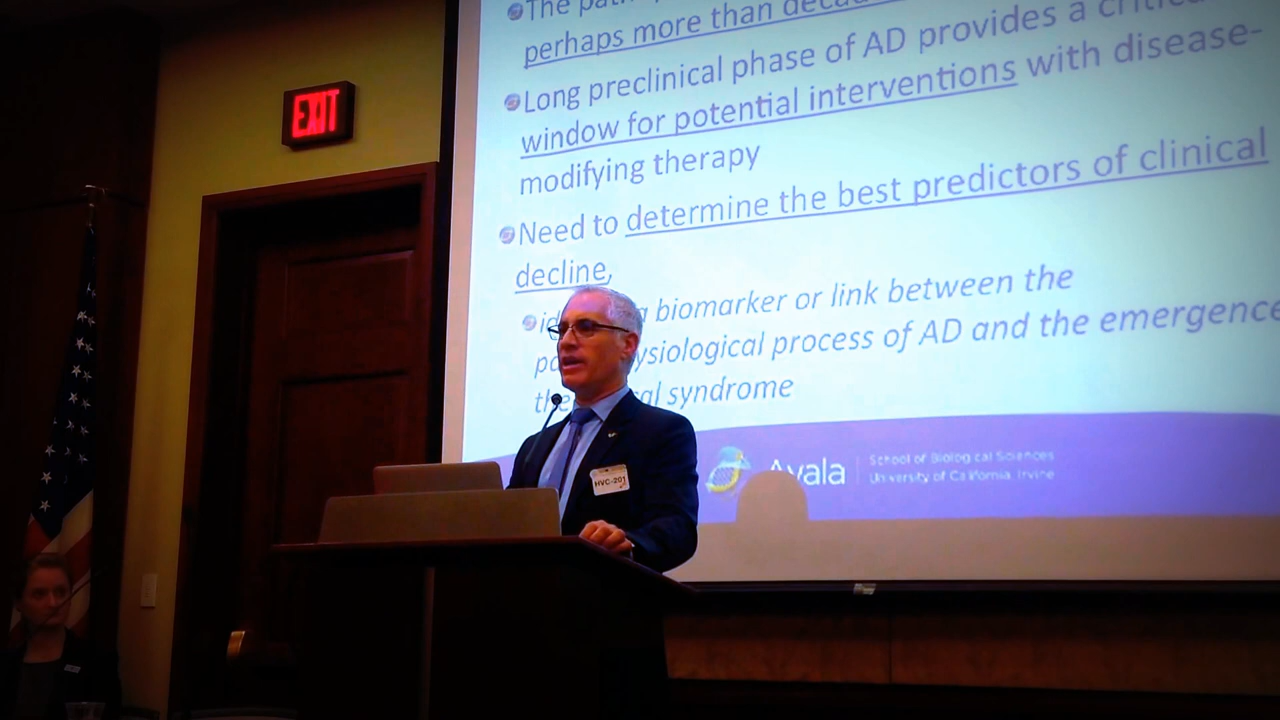 EXIT
The
perhaps more than
Long preclinical phase of AD provides a
window for potential interventions with disease-
modifying therapy
Need to determine the best predictors of clinical
decline,
a biomarker or link between the
process of AD and the emergence
syndrome
School of Biological Sciences
University of California, Irvine
HVC-201